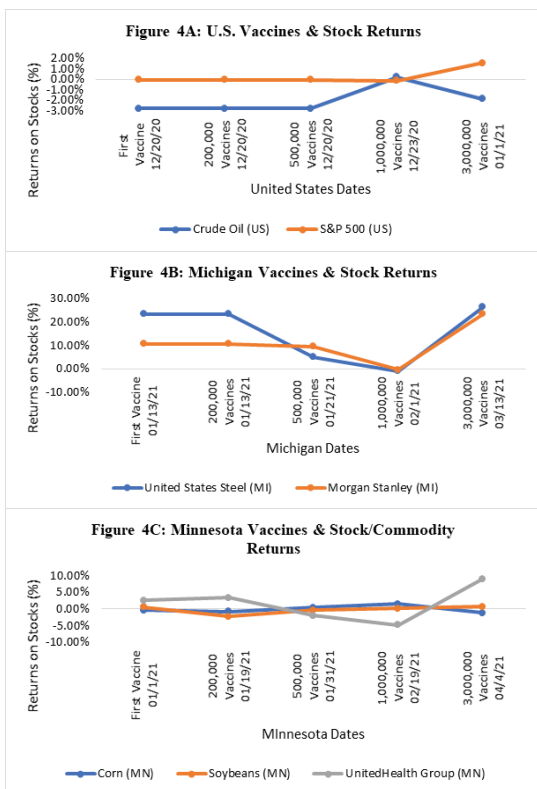 Figure 4A: U.S. Vaccines & Stock Returns
Returns on Stocks (%)
2.00%
1.00%
0.00%
-1.00%
-2.00%
-3.00%
First
Vaccine
12/20/20
200,000
Vaccines
12/20/20
500,000
Vaccines
12/20/20
1,000,000
Vaccines
12/23/20
3,000,000
Vaccines
01/1/21
United States Dates
Crude Oil (US)
S&P 500 (US)
Figure 4B: Michigan Vaccines & Stock Returns
Returns on Stocks (%)
30.00%
20.00%
10.00%
0.00%
-10.00%
First Vaccine
01/13/21
200,000
Vaccines
01/13/21
500,000
Vaccines
01/21/21
1,000,000
Vaccines
02/1/21
3,000,000
Vaccines
03/13/21
Michigan Dates
United States Steel (MI)
Morgan Stanley (MI)
Figure 4C: Minnesota Vaccines & Stock/Commodity
Returns
Returns on Stocks (%)
10.00%
5.00%
0.00%
-5.00%
-10.00%
First Vaccine
01/1/21
200,000
Vaccines
01/19/21
500,000
Vaccines
01/31/21
1,000,000
Vaccines
02/19/21
3,000,000
Vaccines
04/4/21
MInnesota Dates
Corn (MN)
Soybeans (MN)
UnitedHealth Group (MN)